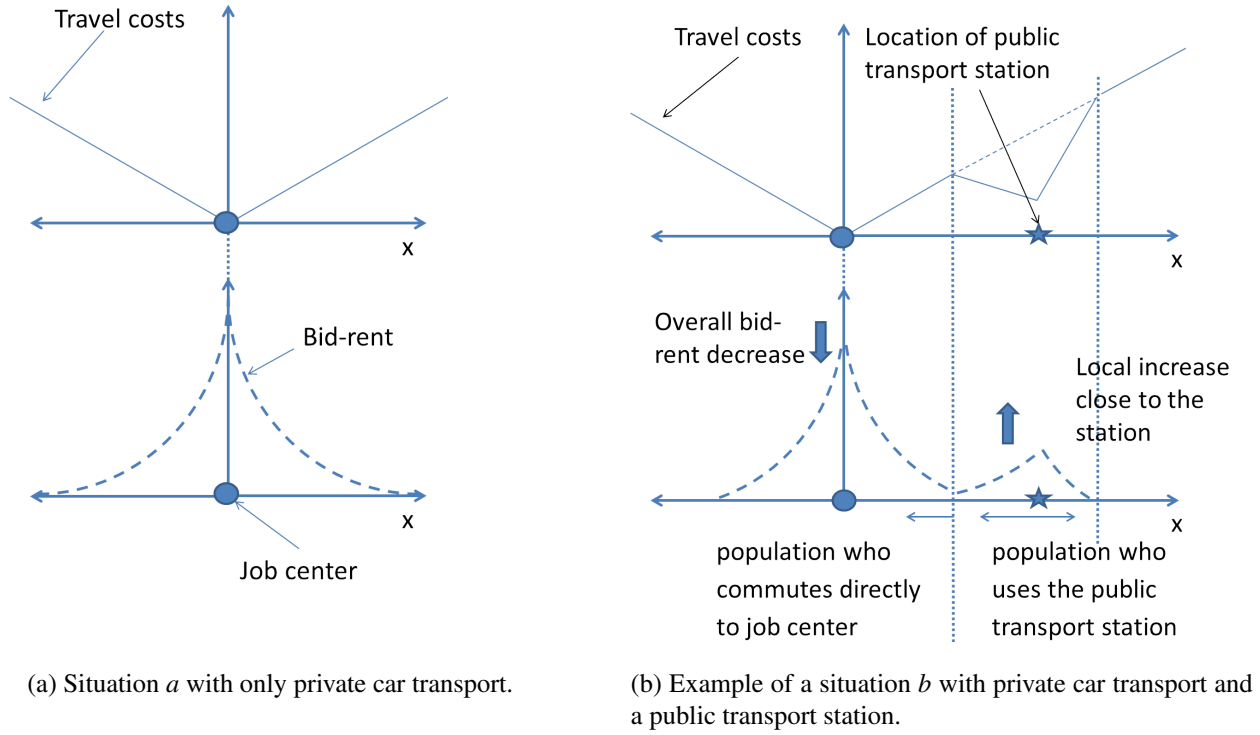 Travel costs
x
Bid-rent
x
Job center
(a) Situation a with only private car transport.
Travel costs
Location of public
transport station
x
Overall bid-
rent decrease
Local increase
close to the
station
x
population who
commutes directly
to job center
population who
uses the public
transport station
(b) Example of a situation b with private car transport and
a public transport station.